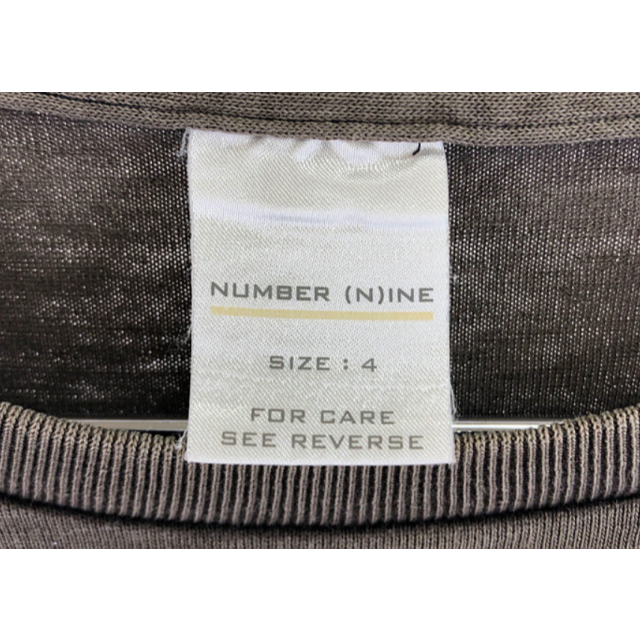 NUMBER (N)INE
SIZE : 4
FOR CARE
SEE REVERSE